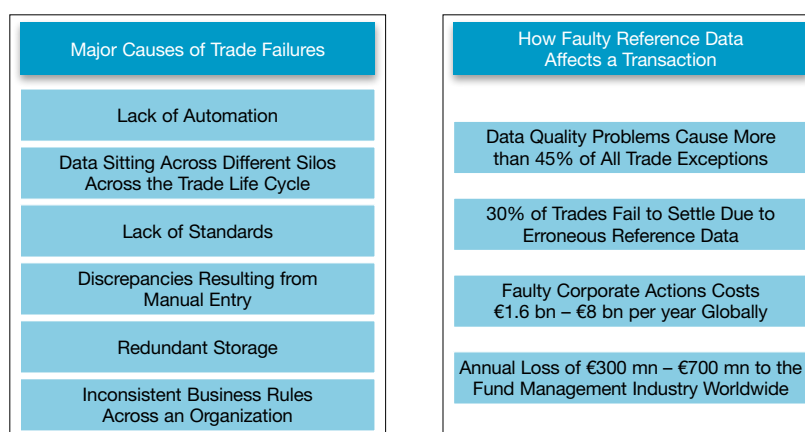 Major Causes of Trade Failures
Lack of Automation
Data Sitting Across Different Silos
Across the Trade Life Cycle
Lack of Standards
Discrepancies Resulting from
Manual Entry
Redundant Storage
Inconsistent Business Rules
Across an Organization
How Faulty Reference Data
Affects a Transaction
Data Quality Problems Cause More
than 45% of All Trade Exceptions
30% of Trades Fail to Settle Due to
Erroneous Reference Data
Faulty Corporate Actions Costs
€1.6 bn – €8 bn per year Globally
Annual Loss of €300 mn – €700 mn to the
Fund Management Industry Worldwide